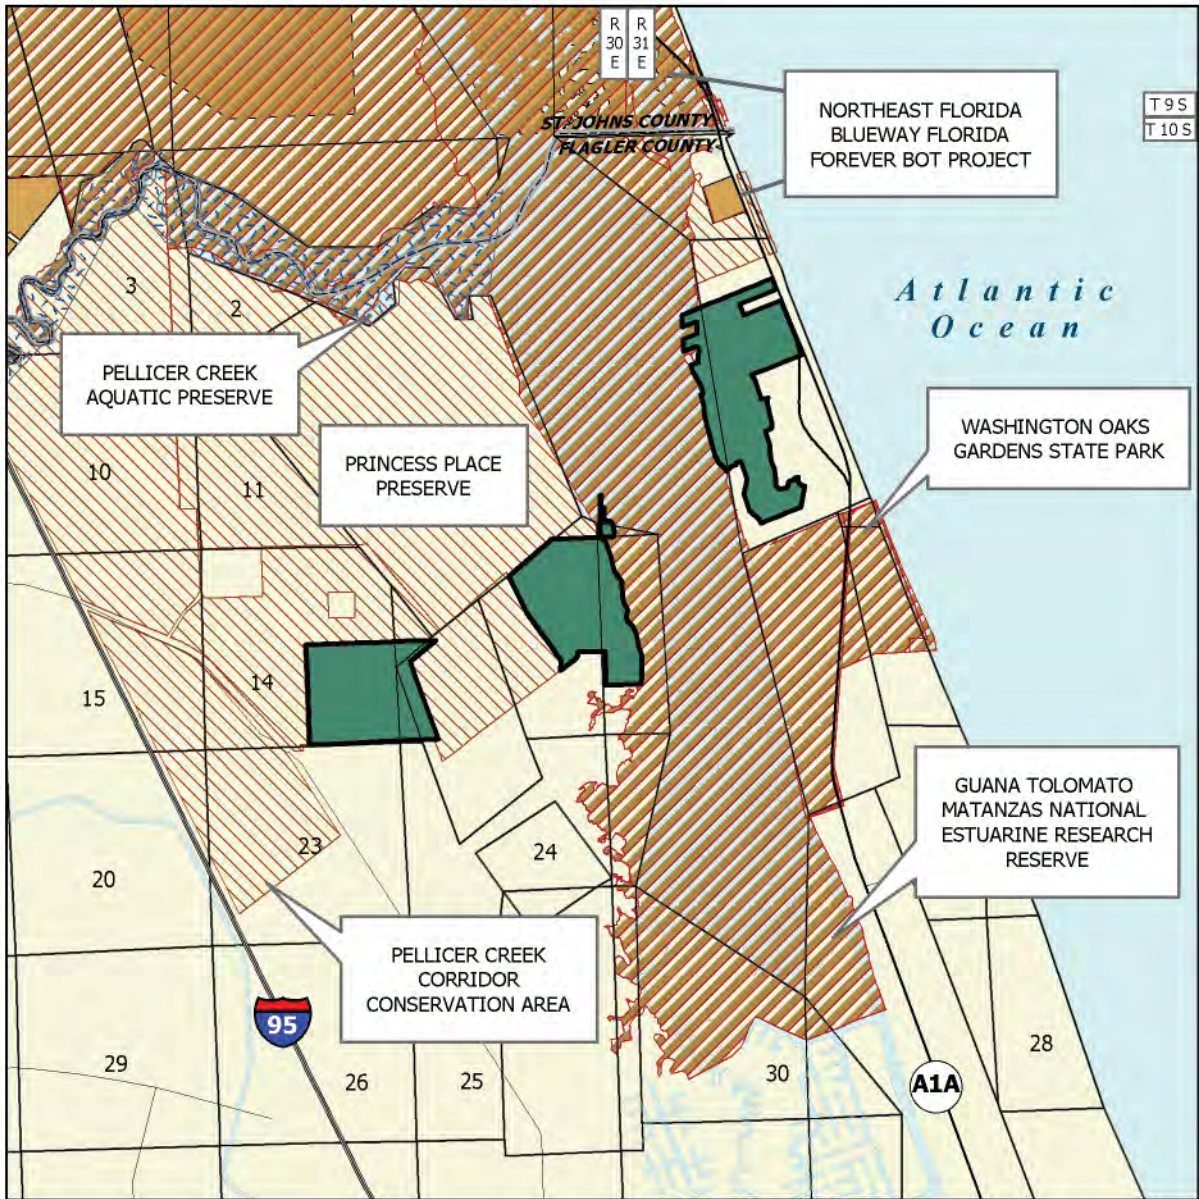 R
30
E
R
31
E
T 9 S
T 10 S
NORTHEAST FLORIDA
BLUEWAY FLORIDA
FOREVER BOT PROJECT
ST. JOHNS COUNTY
FLAGLER COUNTY
Atlantic
Ocean
3
2
PELLICER CREEK
AQUATIC PRESERVE
WASHINGTON OAKS
GARDENS STATE PARK
PRINCESS PLACE
PRESERVE
10
11
15
14
GUANA TOLOMATO
MATANZAS NATIONAL
ESTUARINE RESEARCH
RESERVE
23
24
20
PELLICER CREEK
CORRIDOR
CONSERVATION AREA
95
29
26
25
30
28
A1A